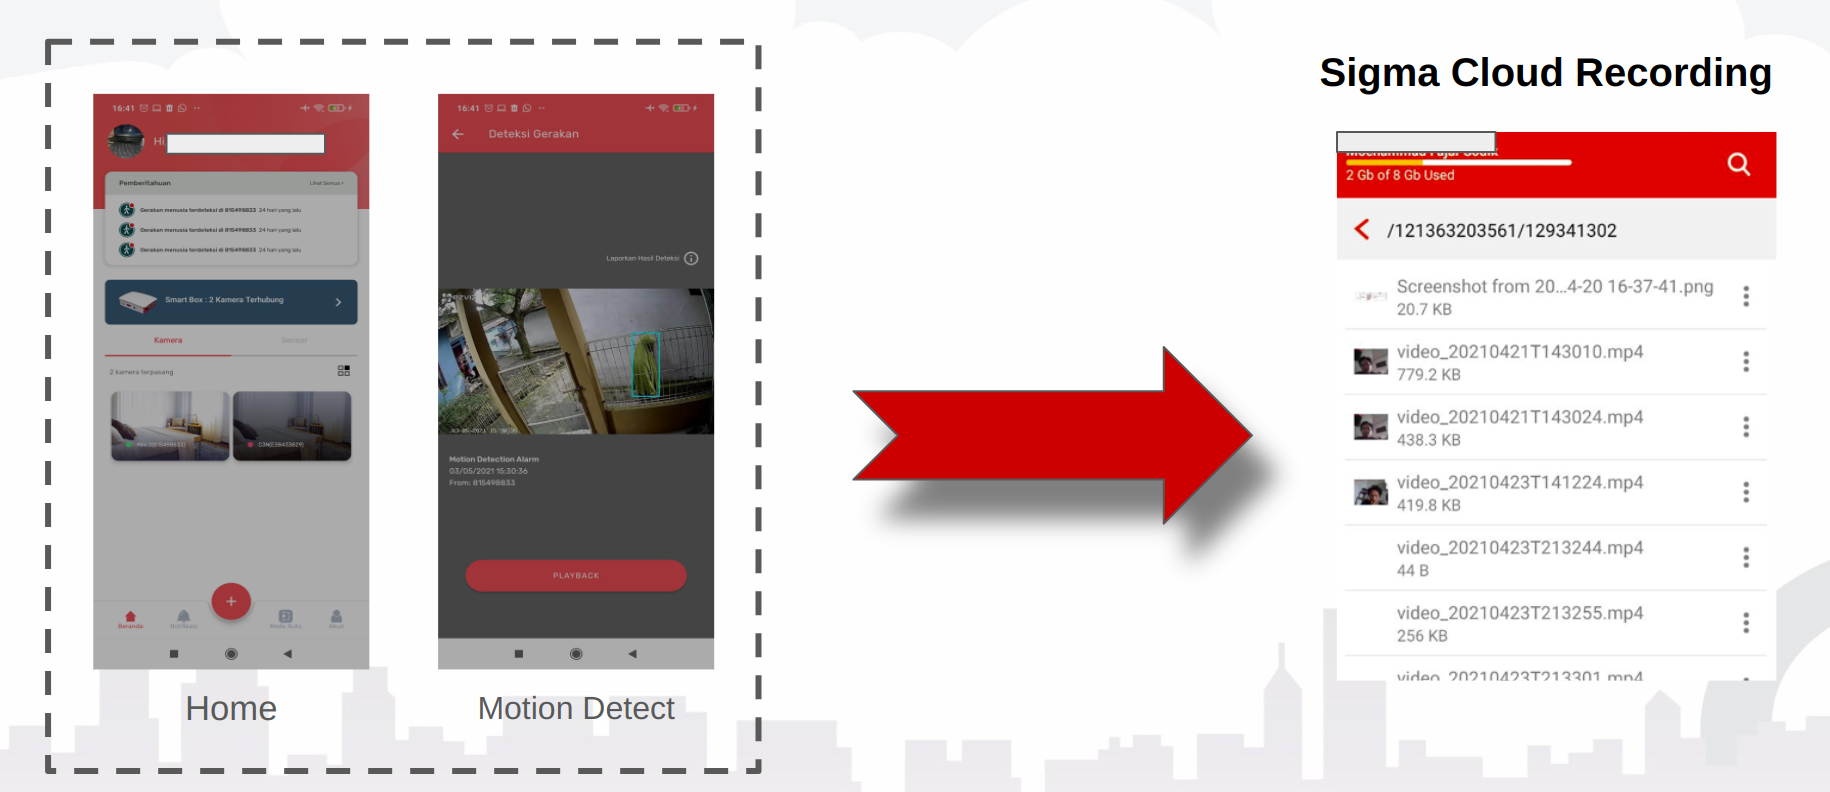 Sigma Cloud Recording
16:41
Hi
Pemberitahuan
Lihat Semua >
Gerakan manusia terdeteksi di 815498833 24 hari yang lalu
Gerakan manusia terdeteksi di 815498833 24 hari yang lalu
Gerakan manusia terdeteksi di 815498833 24 hari yang lalu
Smart Box : 2 Kamera Terhubung
Kamera
Sensor
2 kamera terpasang
Beranda
Notifikasi
Mode Auto
Akun
Home
16:41
Deteksi Gerakan
Laporkan Hasil Deteksi
Motion Detection Alarm
03/05/2021 15:30:36
From: 815498833
PLAYBACK
Motion Detect
2 Gb of 8 Gb Used
/121363203561/129341302
Screenshot from 20...4-20 16-37-41.png
20.7 KB
video_20210421T143010.mp4
779.2 KB
video_20210421T143024.mp4
438.3 KB
video_20210423T141224.mp4
419.8 KB
video_20210423T213244.mp4
44 B
video_20210423T213255.mp4
256 KB
video_20210423T213301.mp4